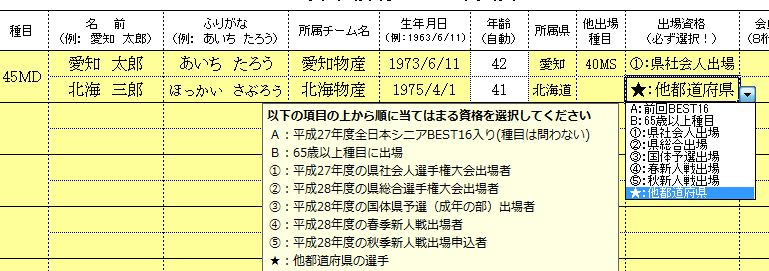 種目 名 前 ふりがな 所属チーム名 生年月日 年齢 所属県 他出場 出場資格
(例: 愛知 太郎) (例: あいち たろう) (例:1963/6/11) (自動) 種目 (必ず選択！)
45MD 愛知 太郎 あいち たろう 愛知物産 1973/6/11 42 愛知 40MS ①:県社会人出場
北海 三郎 ほっかい さぶろう 北海物産 1975/4/1 41 北海道 ★:他都道府県
以下の項目の上から順に当てはまる資格を選択してください
A：平成27年度全日本シニアBEST16入り(種目は問わない)
B：65歳以上種目に出場
①：平成27年度の県社会人選手権大会出場者
②：平成28年度の県総合選手権大会出場者
③：平成28年度の国体県予選（成年の部）出場者
④：平成28年度の春季新人戦出場者
⑤：平成28年度の秋季新人戦出場申込者
★：他都道府県の選手
A:前回BEST16
B:65歳以上種目
①:県社会人出場
②:県総合出場
③:国体予選出場
④:春新人戦出場
⑤:秋新人戦出場
★:他都道府県